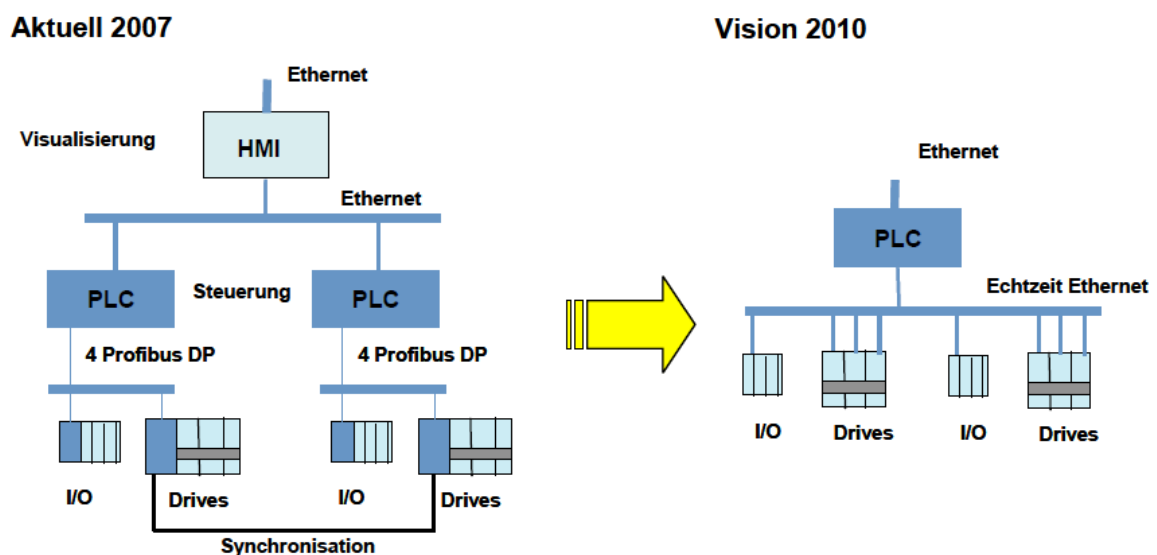 Aktuell 2007
Ethernet
Visualisierung
HMI
Ethernet
PLC
Steuerung
PLC
4 Profibus DP
4 Profibus DP
I/O
Drives
I/O
Drives
Synchronisation
Vision 2010
Ethernet
PLC
Echtzeit Ethernet
I/O
Drives
I/O
Drives